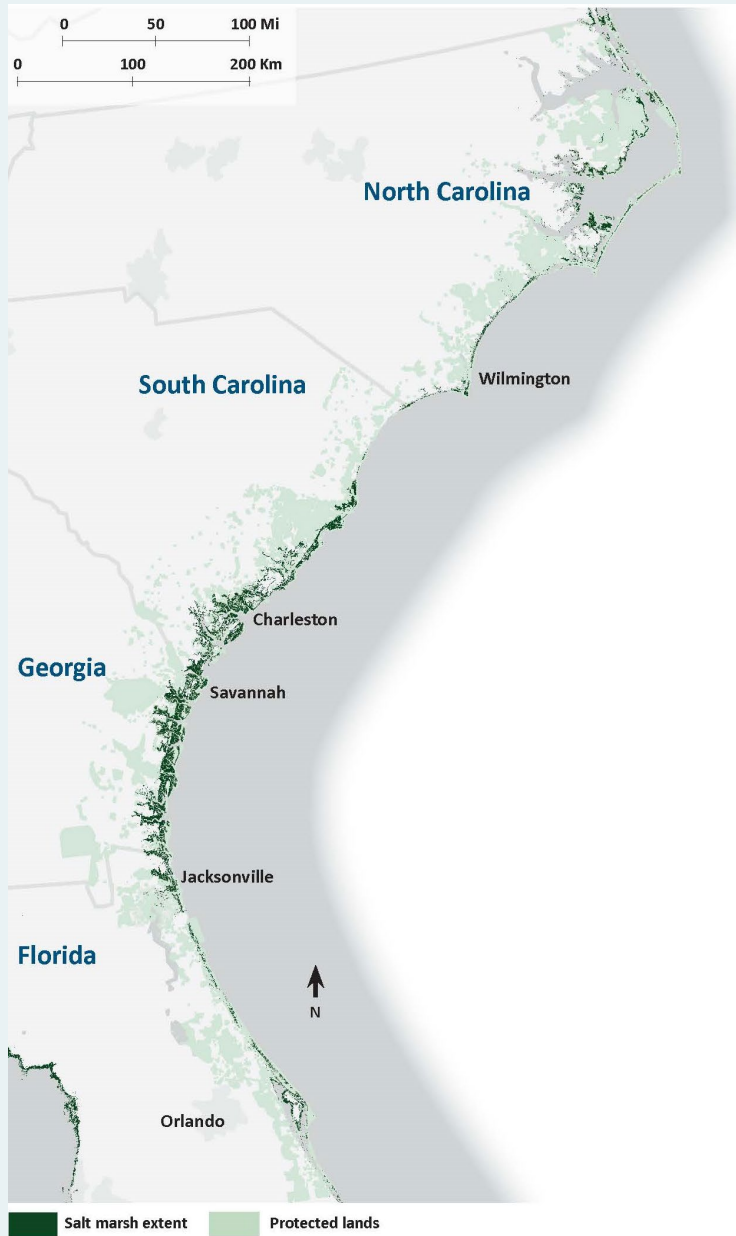 0 50 100 Mi
0 100 200 Km
North Carolina
Wilmington
South Carolina
Charleston
Georgia
Savannah
Jacksonville
Florida
N
Orlando
Salt marsh extent Protected lands